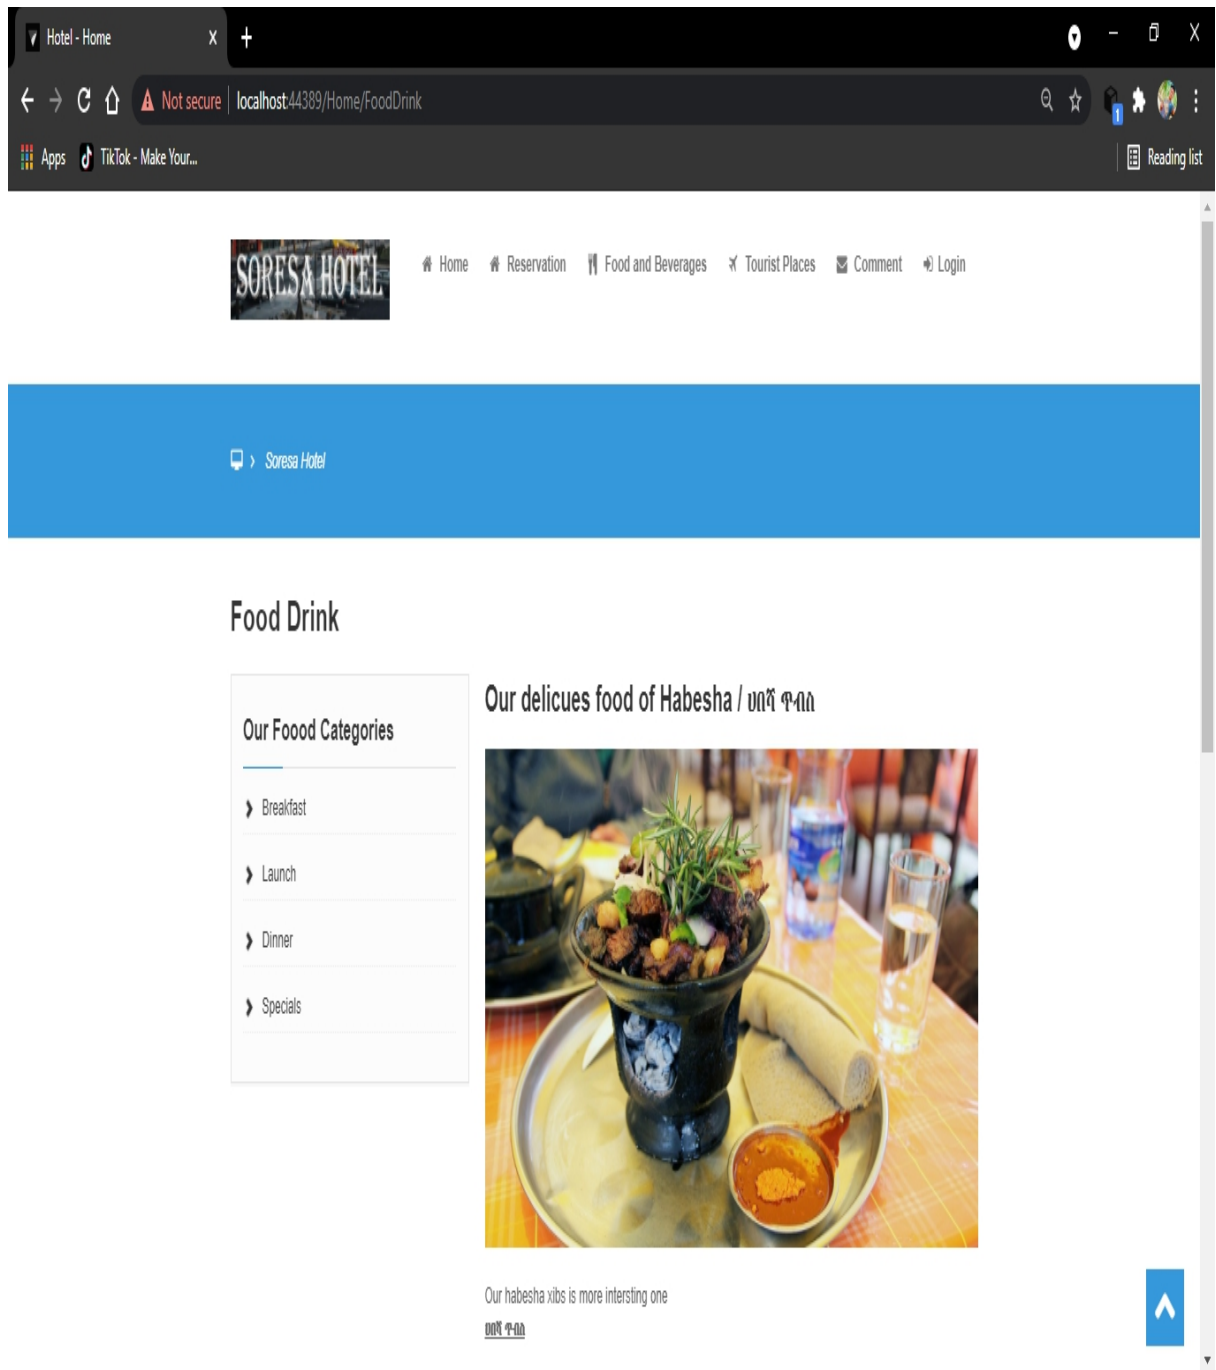 Hotel - Home
Not secure localhost:44389/Home/FoodDrink
1
Apps TikTok - Make Your...
Reading list
SORESA HOTEL
Home Reservation Food and Beverages Tourist Places Comment Login
> Soresa Hotel
Food Drink
Our Foood Categories
Breakfast
Launch
Dinner
Specials
Our delicues food of Habesha / ሀበሻ ጥብስ
Our habesha xibs is more intersting one
ሀበሻ ጥብስ